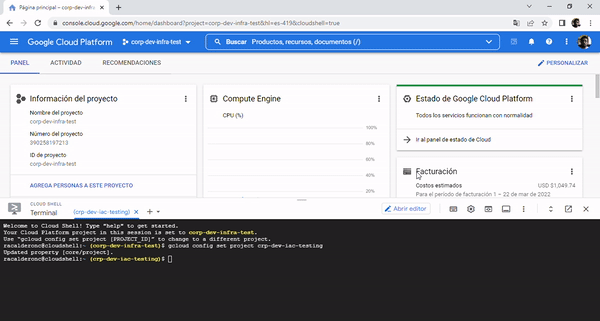 Página principal – corp-dev-infra
console.cloud.google.com/home/dashboard?project=corp-dev-infra-test&hl=es-419&cloudshell=true
Google Cloud Platform
corp-dev-infra-test
Buscar Productos, recursos, documentos (/)
PANEL
ACTIVIDAD
RECOMENDACIONES
PERSONALIZAR
Información del proyecto
Nombre del proyecto
corp-dev-infra-test
Número del proyecto
390258197213
ID de proyecto
corp-dev-infra-test
AGREGA PERSONAS A ESTE PROYECTO
Compute Engine
CPU (%)
100%
80%
60%
40%
20%
Estado de Google Cloud Platform
Todos los servicios funcionan con normalidad
Ir al panel de estado de Cloud
Facturación
Costos estimados
USD $1,049.74
Para el período de facturación 1 – 22 de mar de 2022
CLOUD SHELL
Terminal
(crp-dev-iac-testing)
Abrir editor
Welcome to Cloud Shell! Type "help" to get started.
Your Cloud Platform project in this session is set to corp-dev-infra-test.
Use "gcloud config set project [PROJECT_ID]" to change to a different project.
racalderonc@cloudshell:~ (corp-dev-infra-test)$ gcloud config set project crp-dev-iac-testing
Updated property [core/project].
racalderonc@cloudshell:~ (crp-dev-iac-testing)$